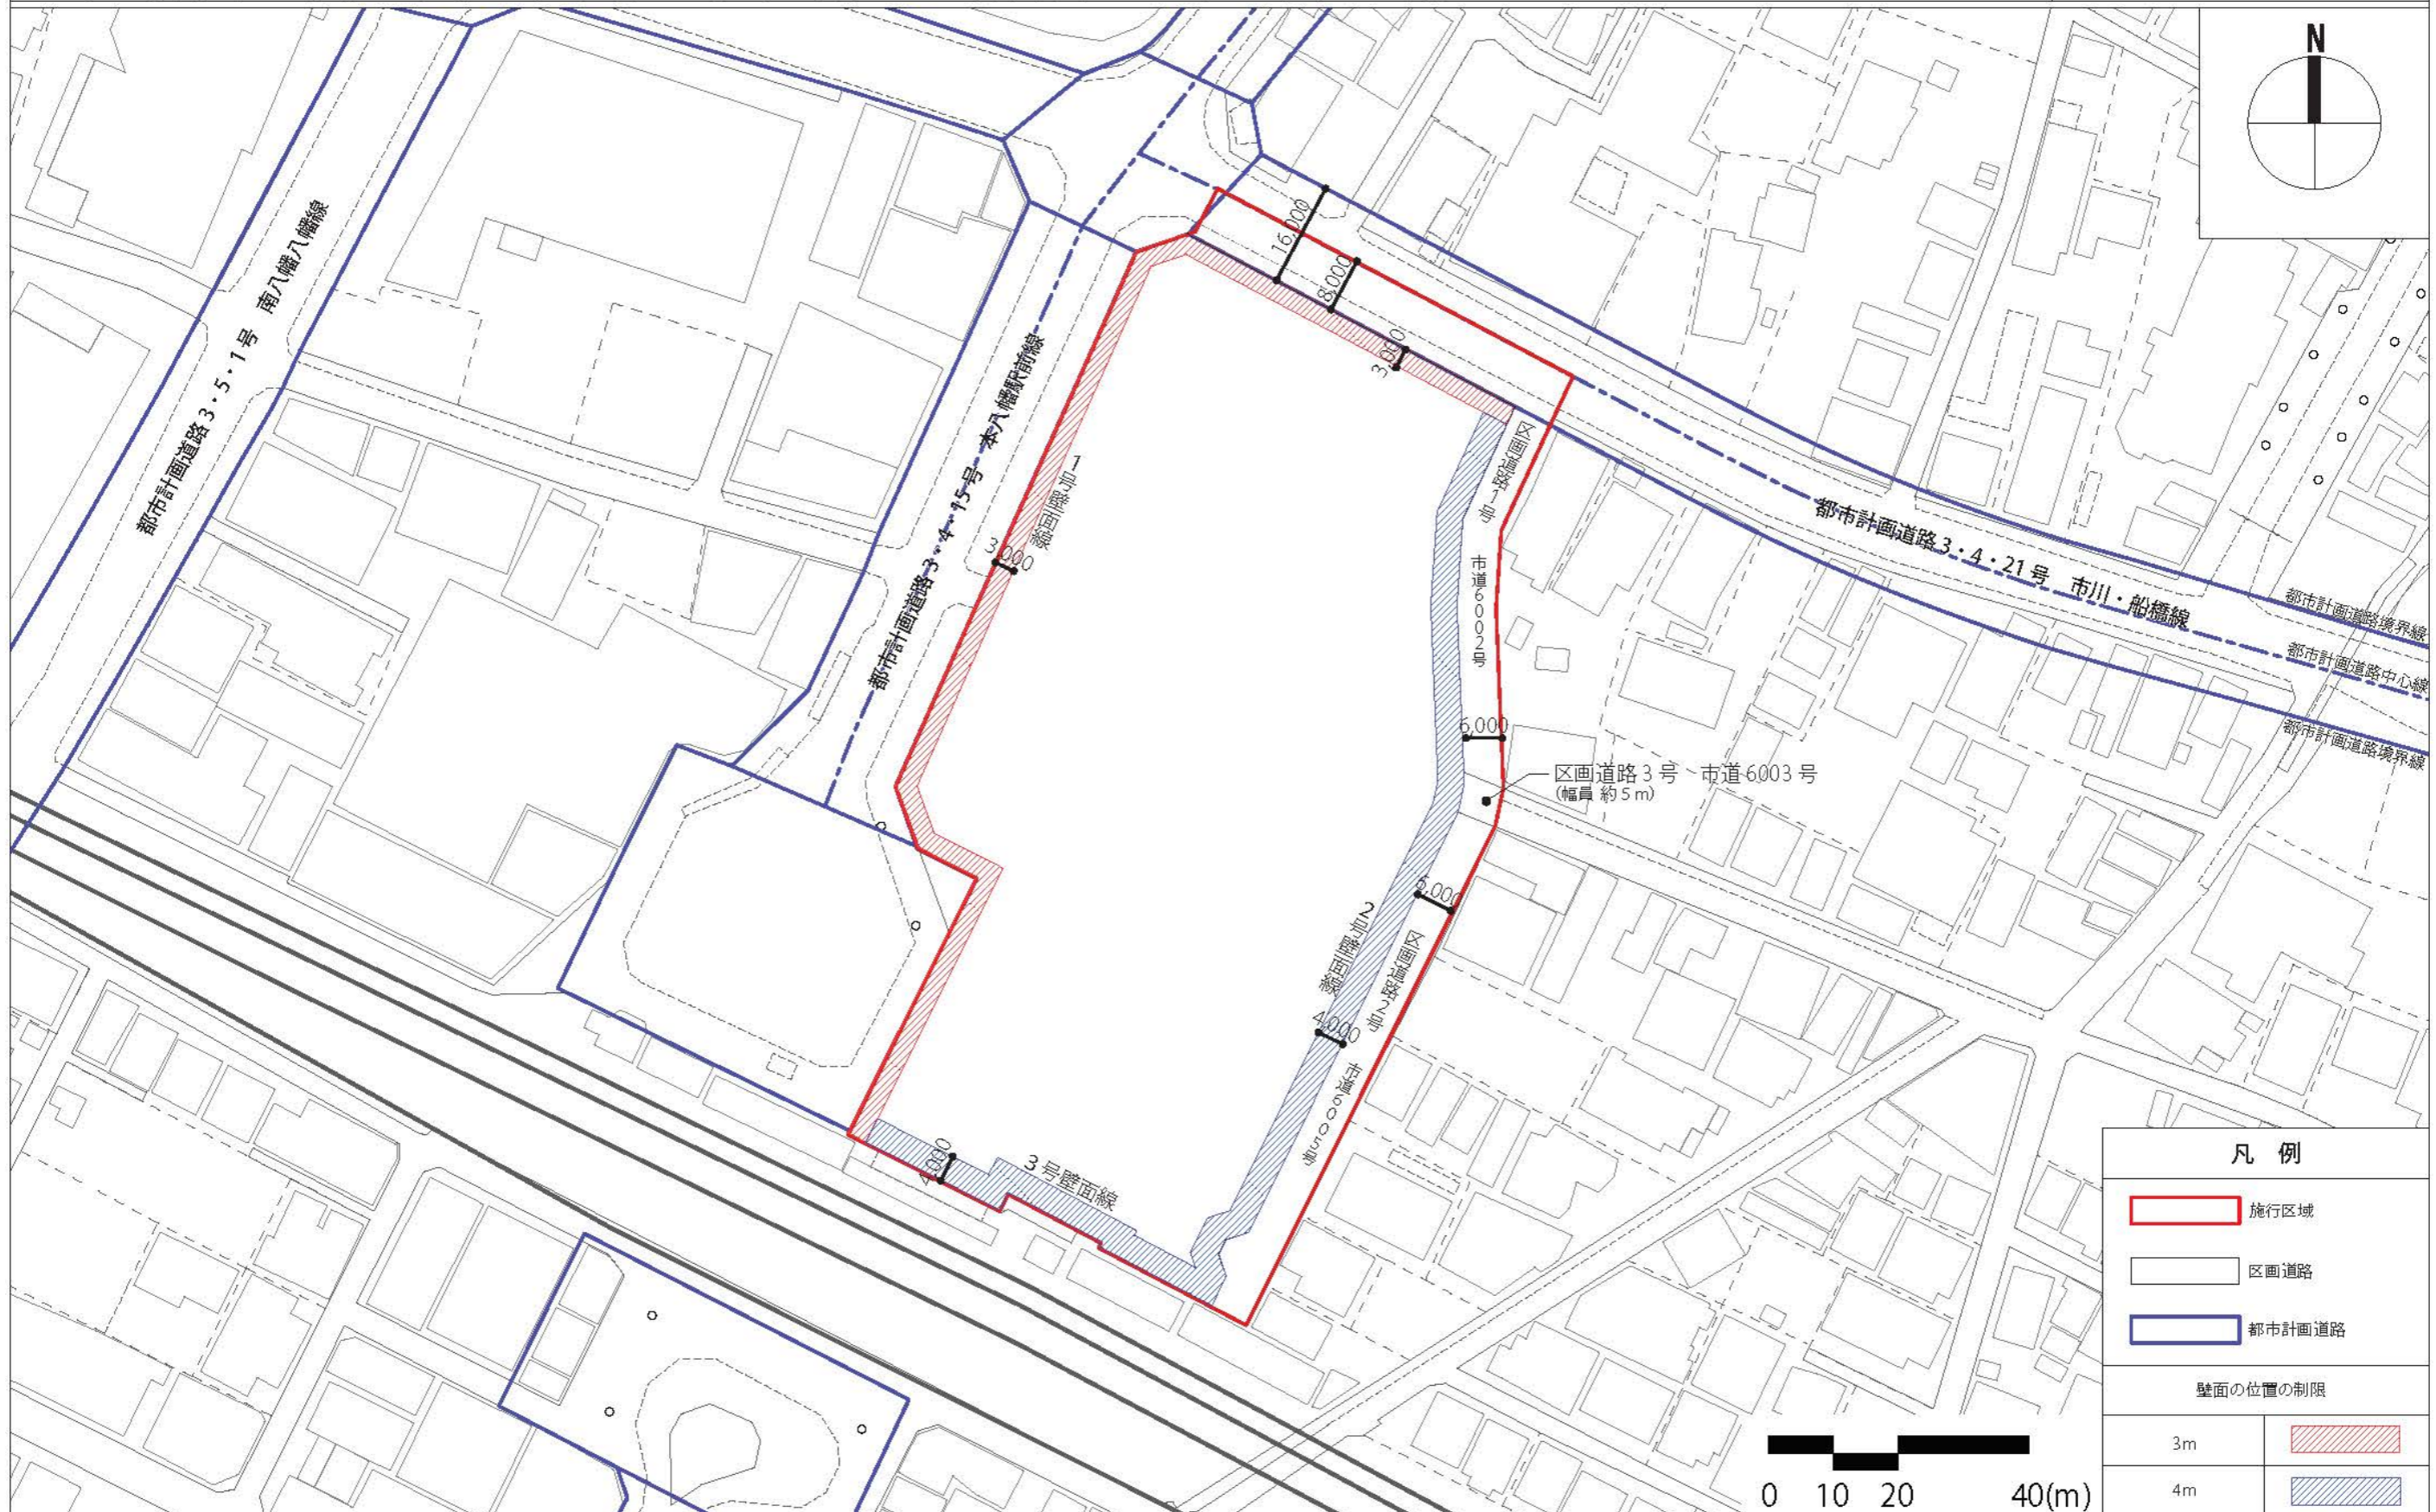 N
都市計画道路3・5・1号 南八幡八幡線
16,000
8,000
3,000
都市計画道路3・4・15号 本八幡駅前線
1号壁面線
3,000
区画道路1号
市道6002号
都市計画道路3・4・21号 市川・船橋線
都市計画道路境界線
都市計画道路中心線
都市計画道路境界線
6,000
区画道路3号 市道6003号
(幅員 約5m)
6,000
2号壁面線
区画道路2号
4,000
市道6005号
4,000
3号壁面線
凡 例
施行区域
区画道路
都市計画道路
壁面の位置の制限
3m
4m
0 10 20 40(m)